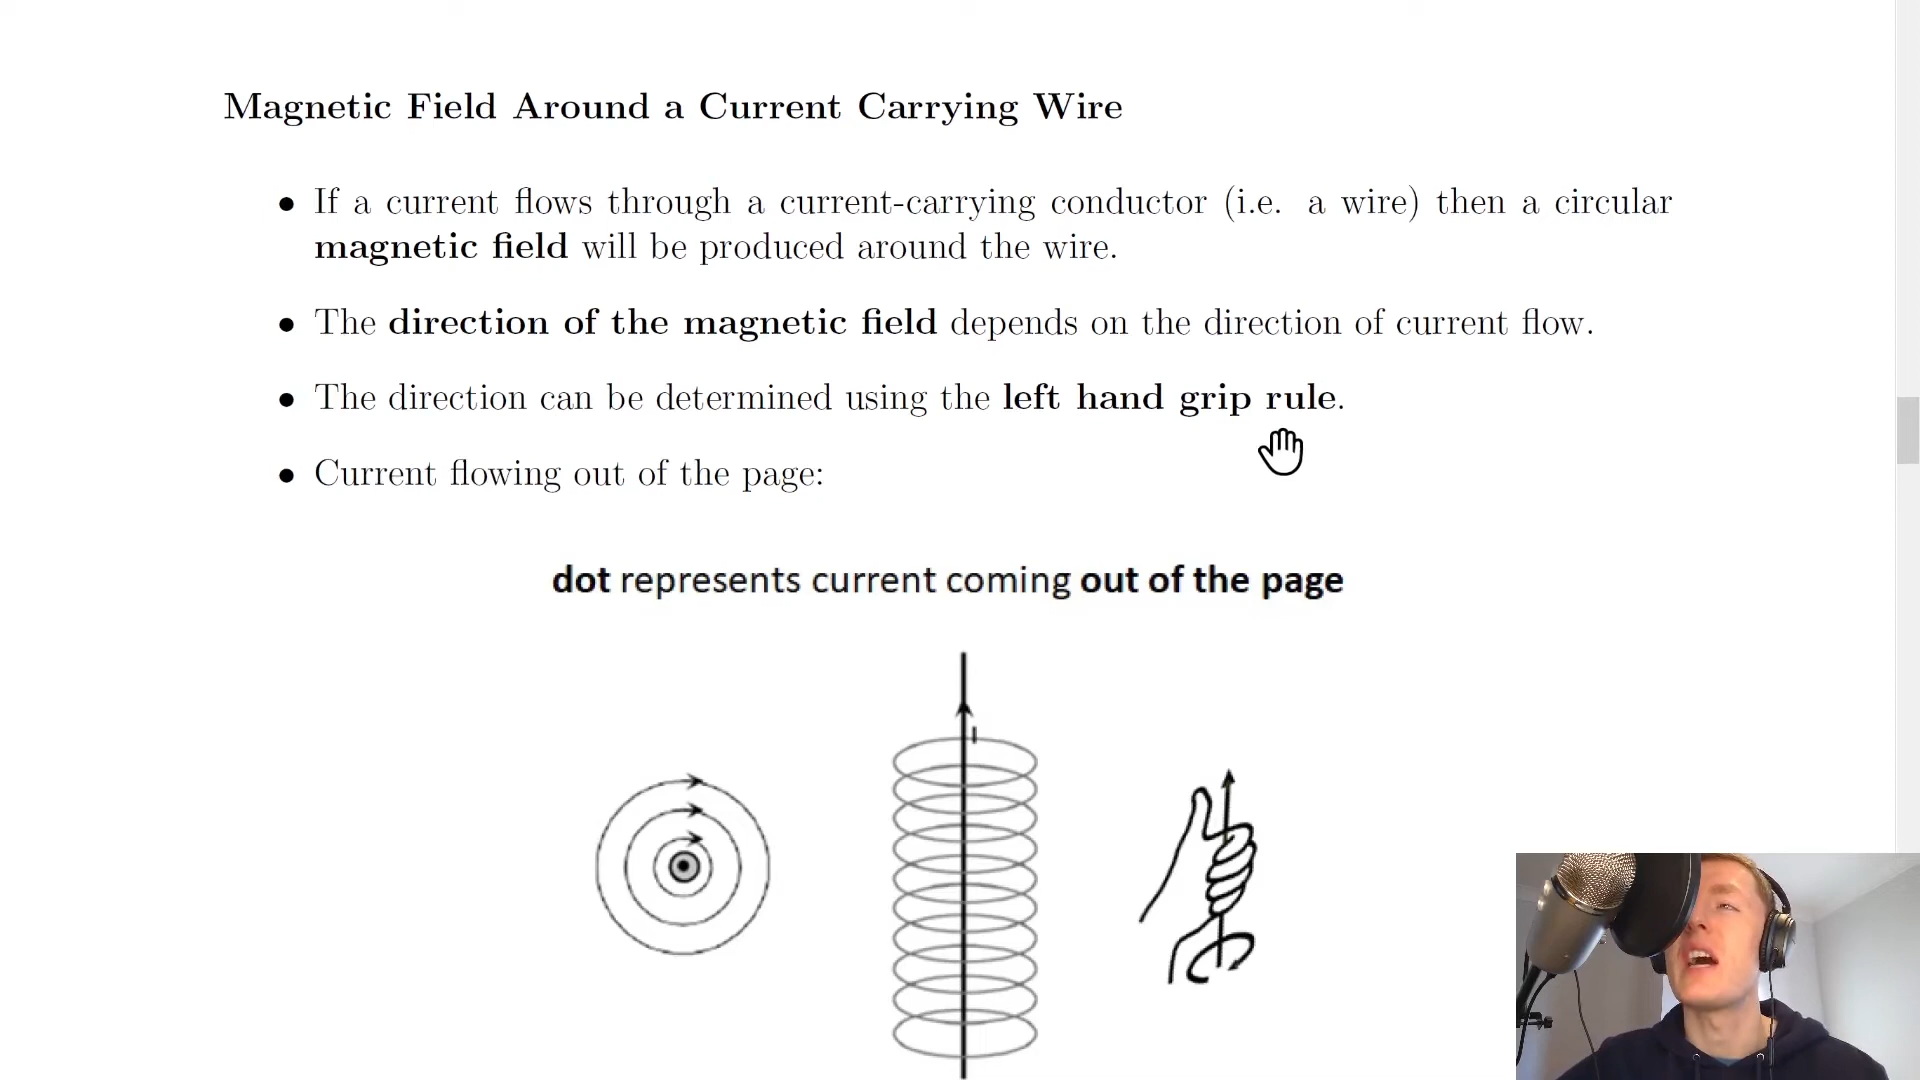 Magnetic Field Around a Current Carrying Wire
• If a current flows through a current-carrying conductor (i.e. a wire) then a circular
magnetic field will be produced around the wire.
• The direction of the magnetic field depends on the direction of current flow.
• The direction can be determined using the left hand grip rule.
• Current flowing out of the page:
dot represents current coming out of the page
I